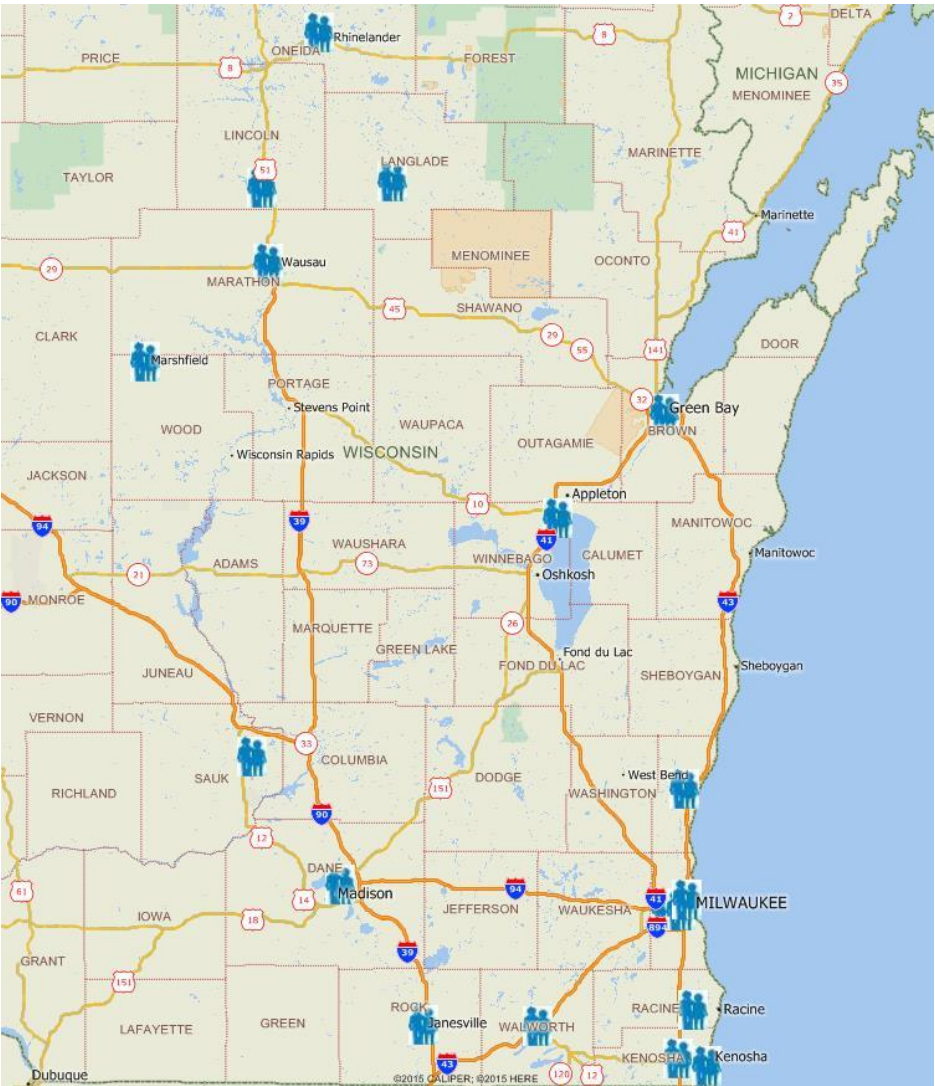 2
DELTA
Rhinelander
ONEIDA
8
PRICE
8
FOREST
MICHIGAN
MENOMINEE
35
LINCOLN
51
LANGLADE
MARINETTE
TAYLOR
Marinette
41
MENOMINEE
OCONTO
Wausau
29
MARATHON
SHAWANO
45
CLARK
29
55
141
DOOR
Marshfield
PORTAGE
32
Green Bay
Stevens Point
WOOD
WAUPACA
BROWN
OUTAGAMIE
Wisconsin Rapids
WISCONSIN
JACKSON
Appleton
10
94
39
MANITOWOC
41
WAUSHARA
Manitowoc
ADAMS
73
WINNEBAGO
CALUMET
21
Oshkosh
90
MONROE
43
26
MARQUETTE
GREEN LAKE
Fond du Lac
FOND DU LAC
Sheboygan
JUNEAU
SHEBOYGAN
VERNON
33
COLUMBIA
SAUK
DODGE
West Bend
RICHLAND
151
WASHINGTON
90
12
DANE
61
Madison
14
94
41
MILWAUKEE
JEFFERSON
WAUKESHA
IOWA
18
894
39
GRANT
151
ROCK
RACINE
Racine
LAFAYETTE
GREEN
Janesville
WALWORTH
KENOSHA
Kenosha
43
120
12
Dubuque
©2015 CALIPER; ©2015 HERE